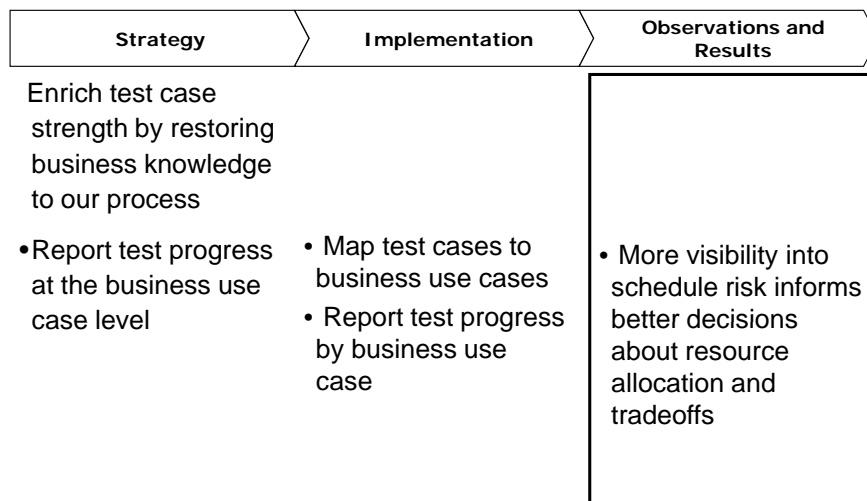 Strategy
Implementation
Observations and
Results
Enrich test case
strength by restoring
business knowledge
to our process
•Report test progress
at the business use
case level
• Map test cases to
business use cases
• Report test progress
by business use
case
• More visibility into
schedule risk informs
better decisions
about resource
allocation and
tradeoffs